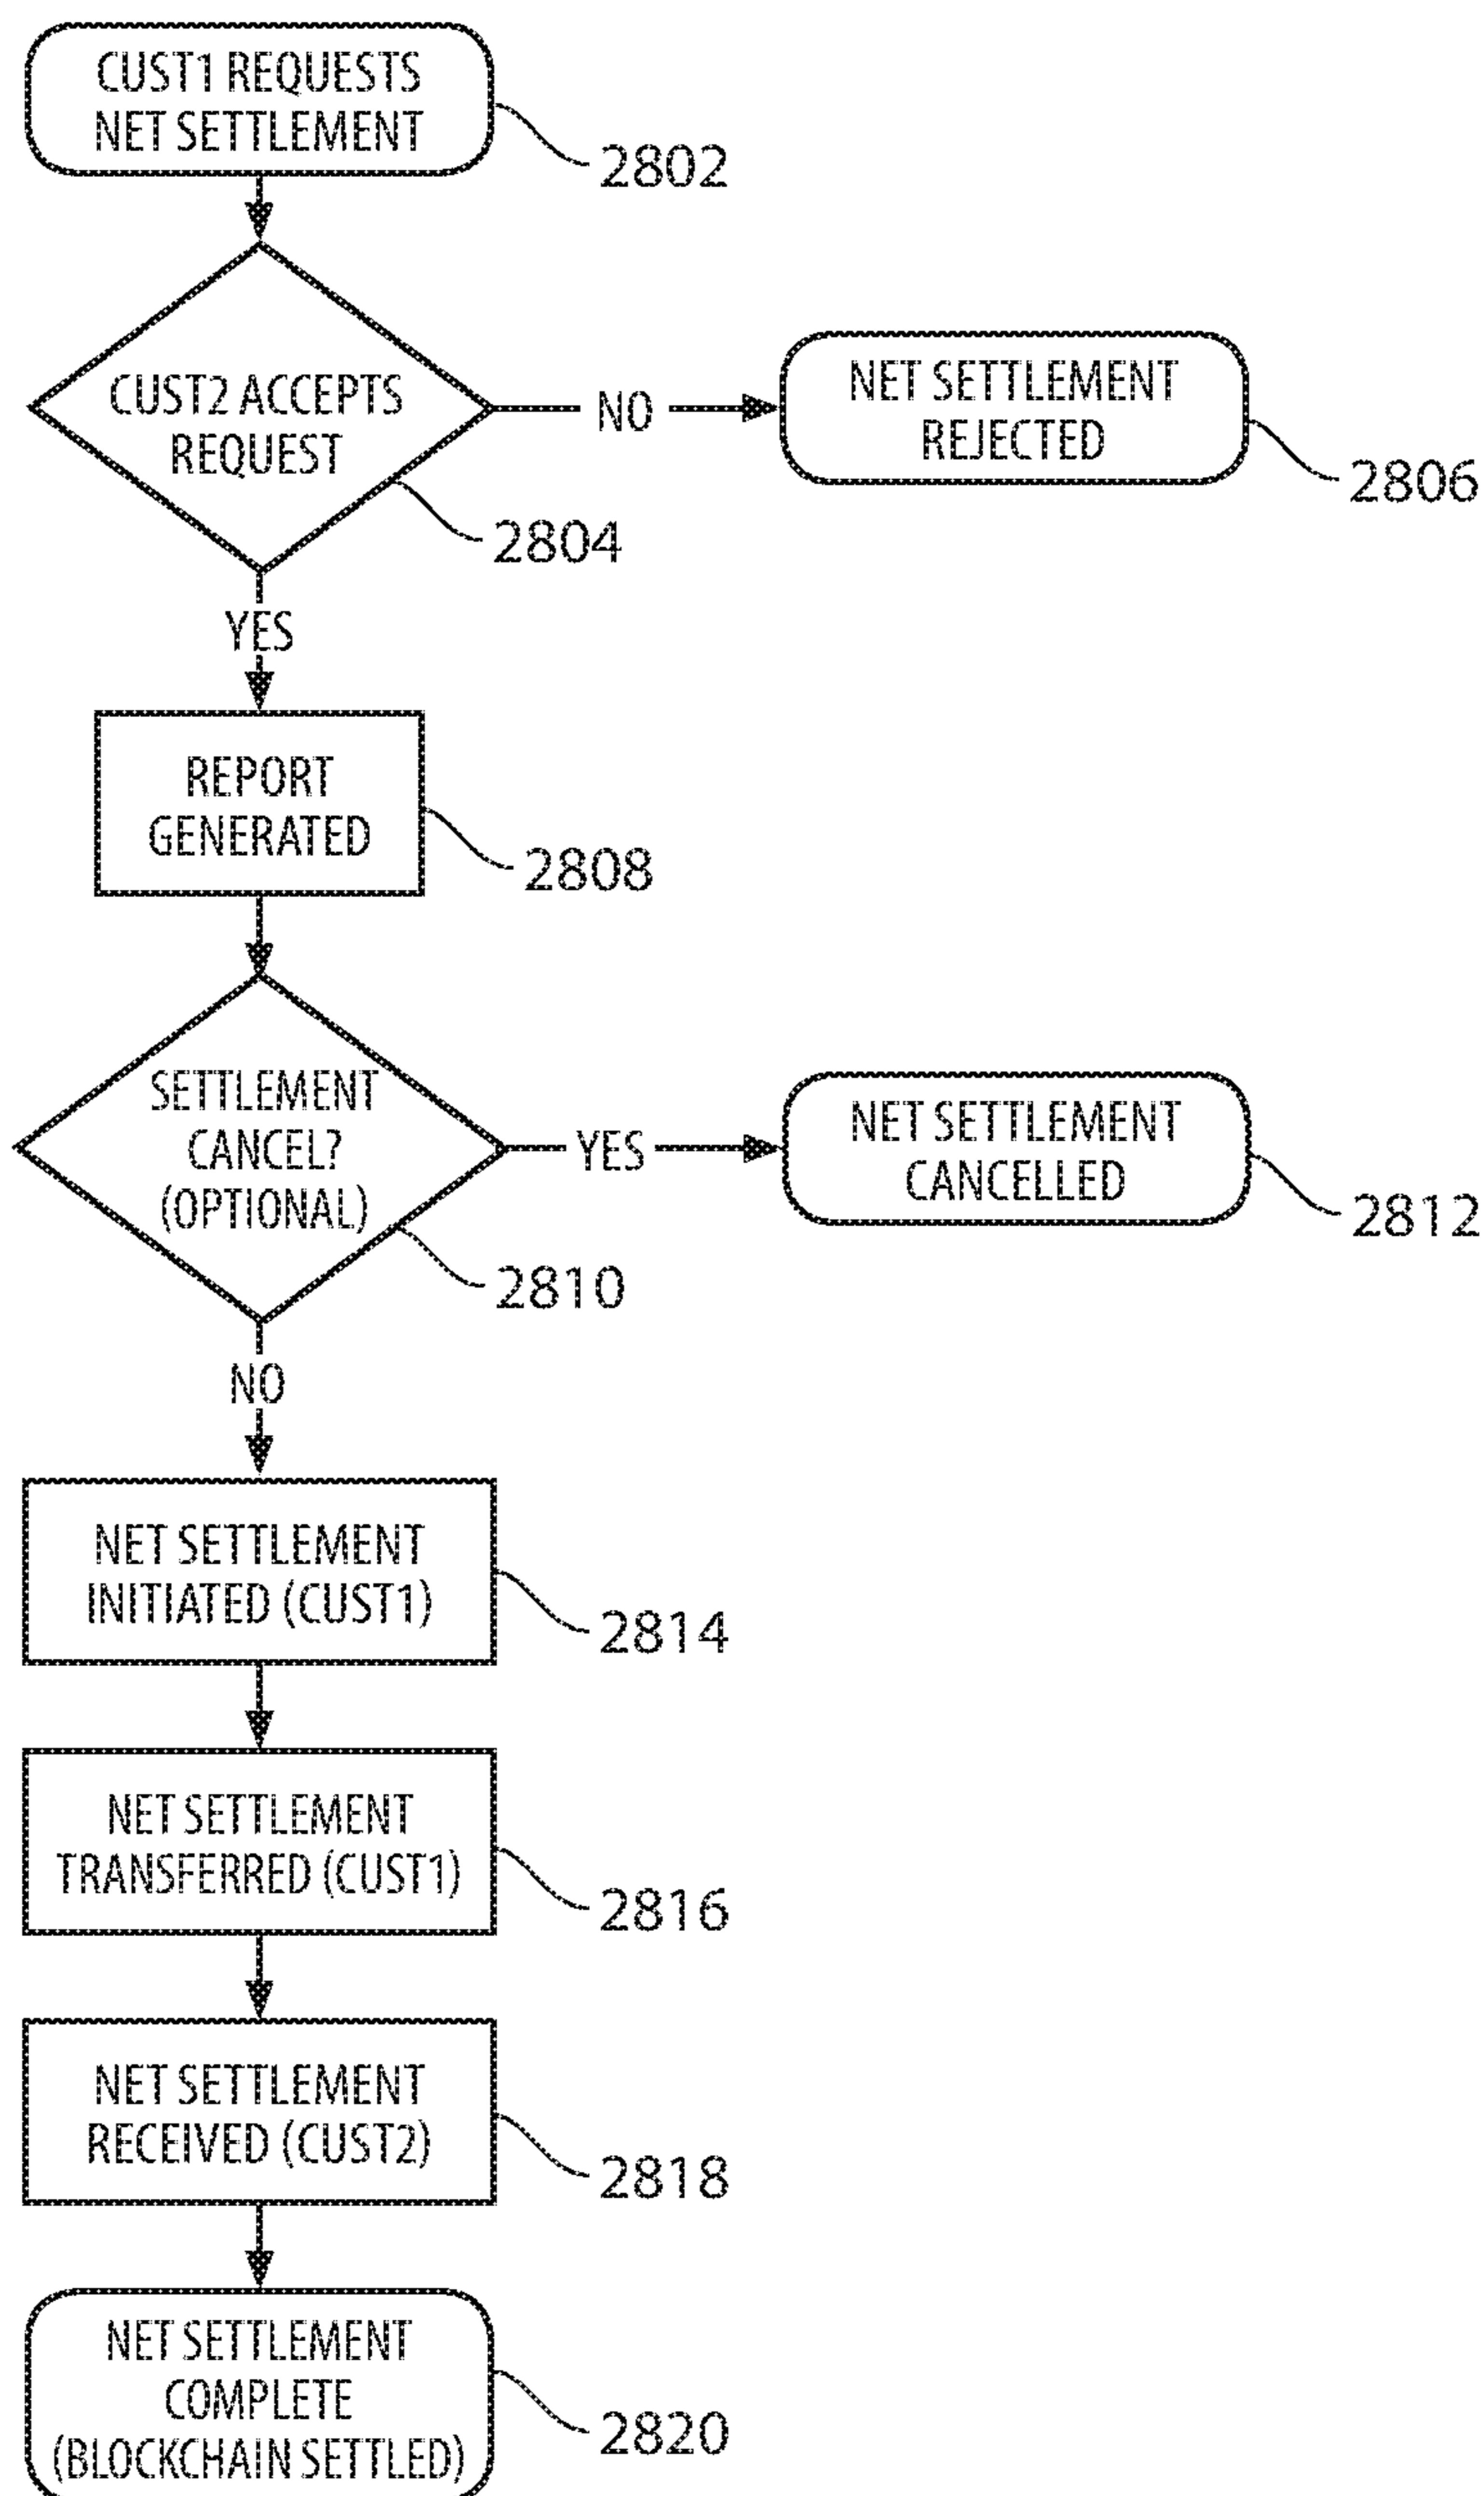 CUST1 REQUESTS
NET SETTLEMENT
2802
CUST2 ACCEPTS
REQUEST
2804
NO
NET SETTLEMENT
REJECTED
2806
YES
REPORT
GENERATED
2808
SETTLEMENT
CANCEL?
(OPTIONAL)
2810
YES
NET SETTLEMENT
CANCELLED
2812
NO
NET SETTLEMENT
INITIATED (CUST1)
2814
NET SETTLEMENT
TRANSFERRED (CUST1)
2816
NET SETTLEMENT
RECEIVED (CUST2)
2818
NET SETTLEMENT
COMPLETE
(BLOCKCHAIN SETTLED)
2820